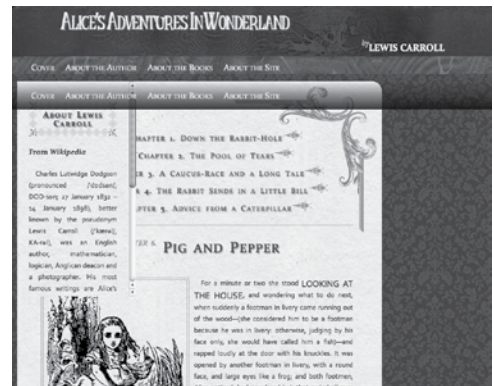 ALICE'S ADVENTURES IN WONDERLAND
by LEWIS CARROLL
COVER ABOUT THE AUTHOR ABOUT THE BOOKS ABOUT THE SITE
COVER ABOUT THE AUTHOR ABOUT THE BOOKS ABOUT THE SITE
ABOUT LEWIS
CARROLL
From Wikipedia
Charles Lutwidge Dodgson
(pronounced
27 January 1832 –
14 January 1898), better
known by the pseudonym
Lewis Carroll
was an English
author, mathematician,
logician, Anglican deacon and
a photographer. His most
famous writings are Alice's
HAPTER 1. DOWN THE RABBIT-HOLE
CHAPTER 2. THE POOL OF TEARS
ER 3. A CAUCUS-RACE AND A LONG TALE
R 4. THE RABBIT SENDS IN A LITTLE BILL
PTER 5. ADVICE FROM A CATERPILLAR
TER 6. PIG AND PEPPER
For a minute or two she stood LOOKING AT
THE HOUSE, and wondering what to do next,
when suddenly a footman in livery came running out
of the wood—(she considered him to be a footman
because he was in livery: otherwise, judging by his
face only, she would have called him a fish)—and
rapped loudly at the door with his knuckles. It was
opened by another footman in livery, with a round
face, and large eyes like a frog; and both footmen,